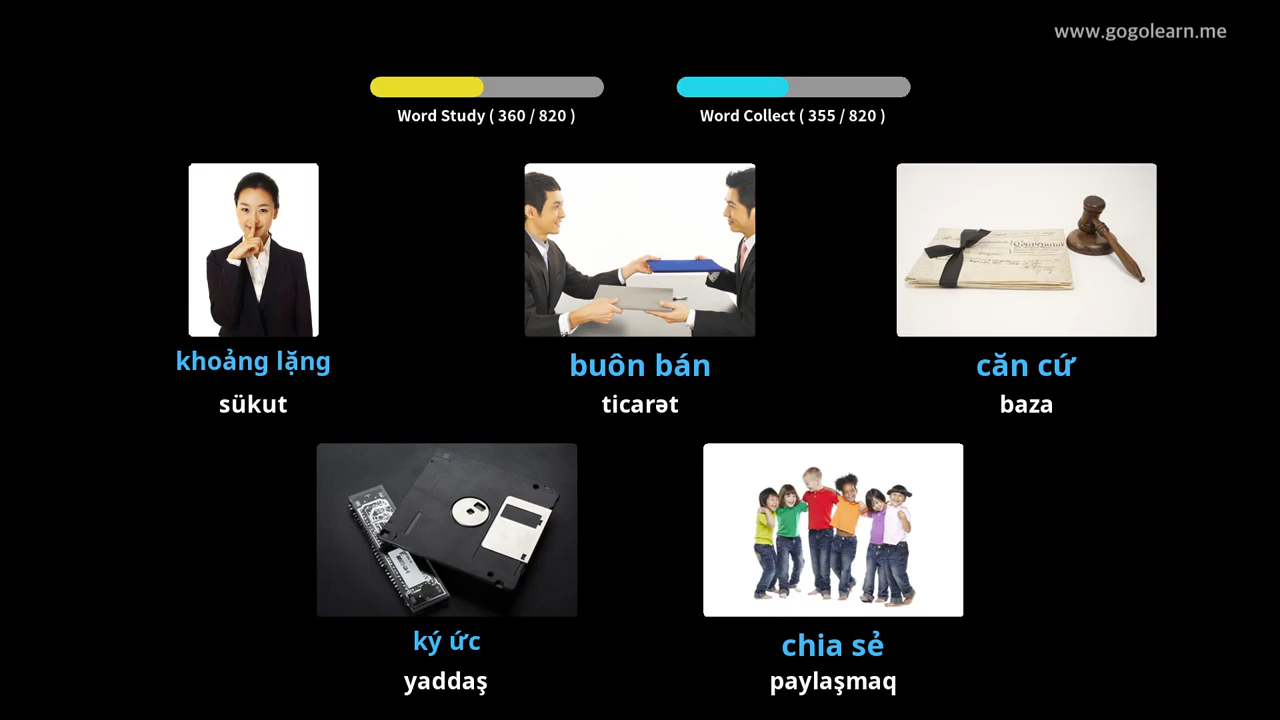 www.gogolearn.me
Word Study ( 360 / 820 )
Word Collect ( 355 / 820 )
khoảng lặng
sükut
buôn bán
ticarət
căn cứ
baza
ký ức
yaddaş
chia sẻ
paylaşmaq